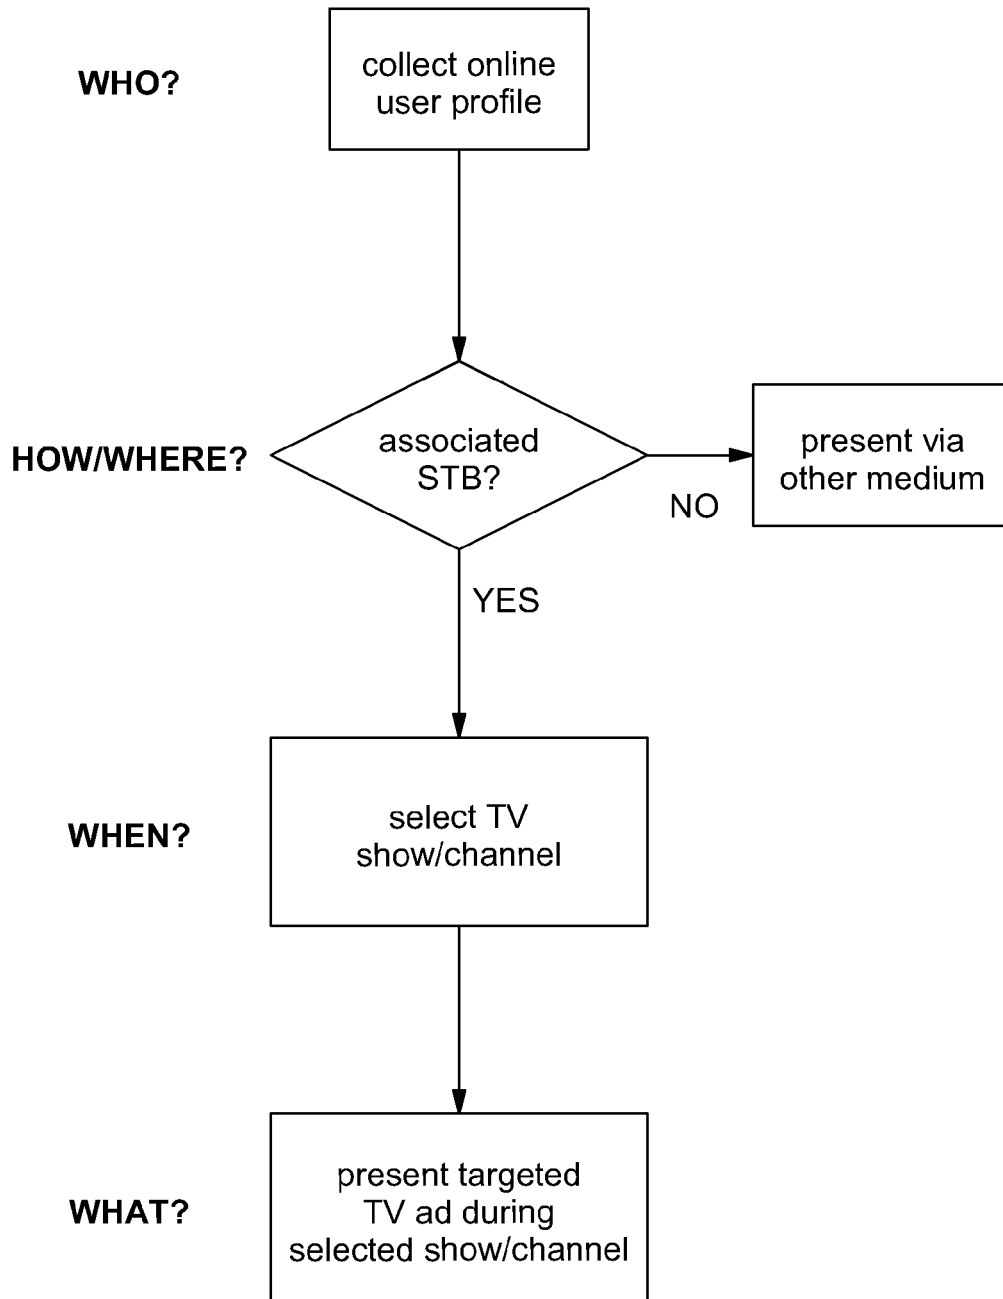 WHO?
collect online
user profile
HOW/WHERE?
associated
STB?
NO
present via
other medium
YES
WHEN?
select TV
show/channel
WHAT?
present targeted
TV ad during
selected show/channel